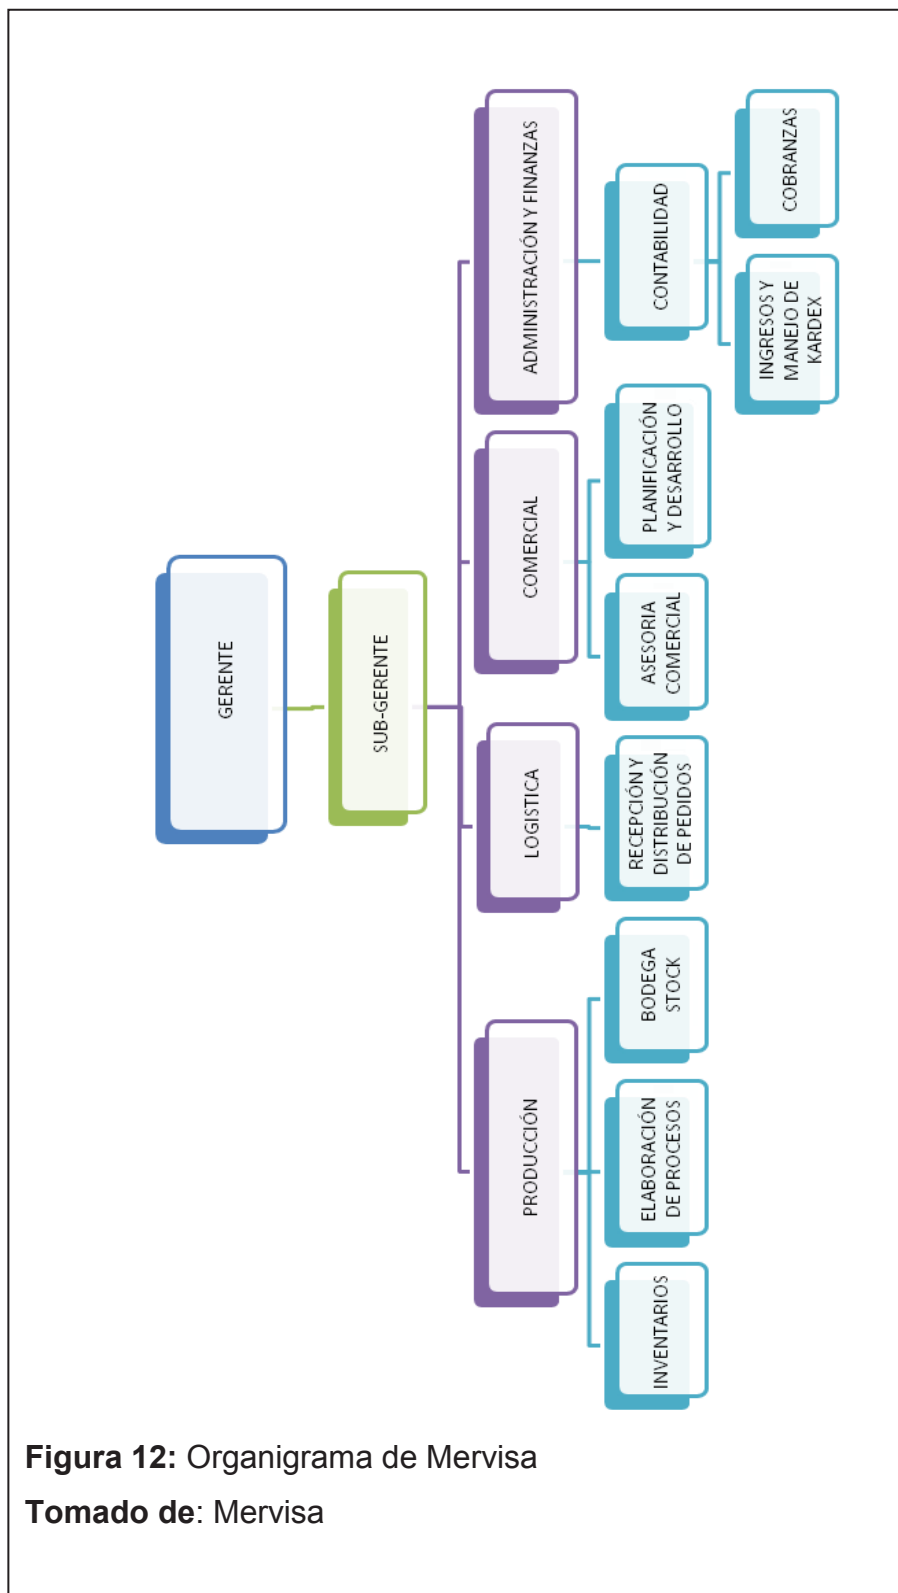 GERENTE
SUB-GERENTE
PRODUCCIÓN
LOGISTICA
COMERCIAL
ADMINISTRACIÓN Y FINANZAS
INVENTARIOS
ELABORACIÓN
DE PROCESOS
BODEGA
STOCK
RECEPCIÓN Y
DISTRIBUCIÓN
DE PEDIDOS
ASESORIA
COMERCIAL
PLANIFICACIÓN
Y DESARROLLO
CONTABILIDAD
INGRESOS Y
MANEJO DE
KARDEX
COBRANZAS
Figura 12: Organigrama de Mervisa
Tomado de: Mervisa